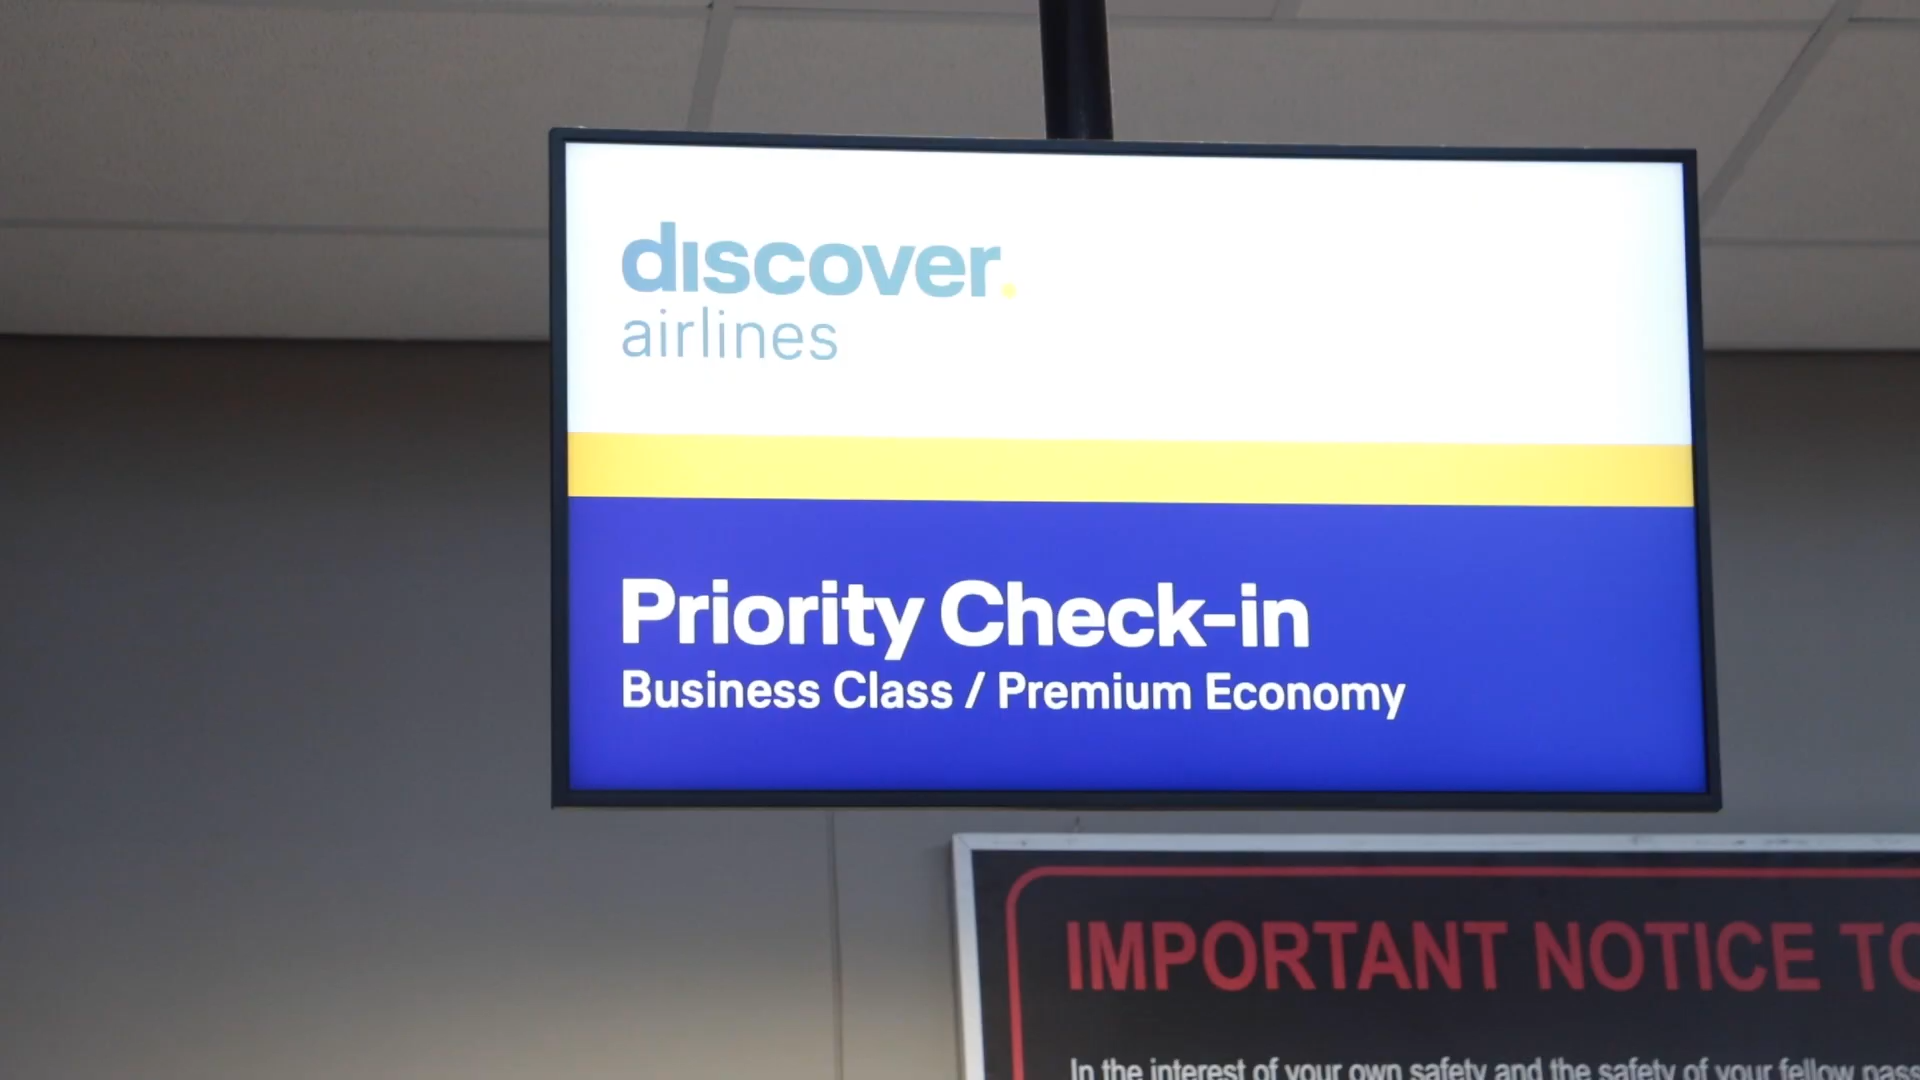 discover.
airlines
Priority Check-in
Business Class / Premium Economy
IMPORTANT NOTICE TO
In the interest of your own safety and the safety of your fellow